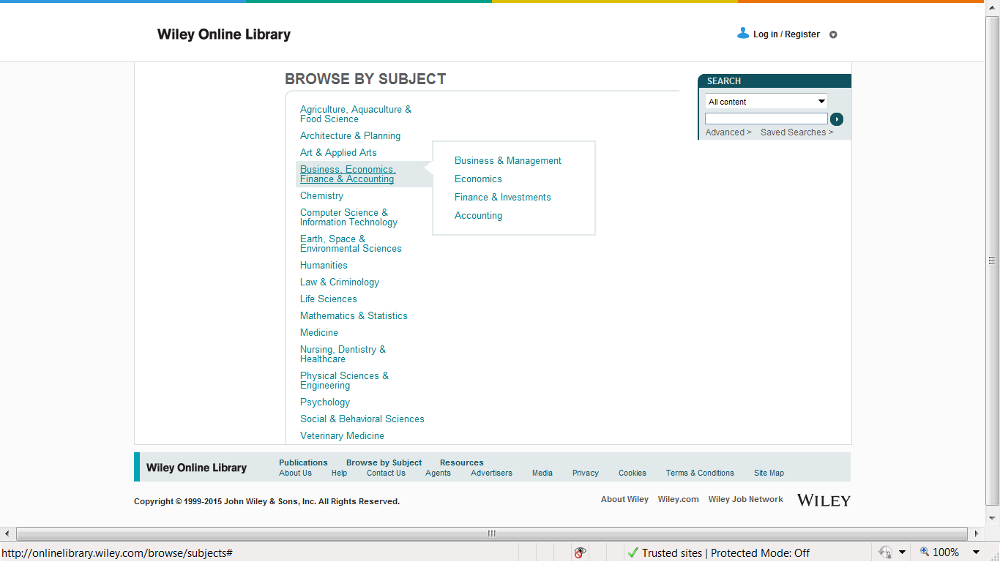 Wiley Online Library
Log in / Register
BROWSE BY SUBJECT
SEARCH
All content
Advanced >
Saved Searches >
Agriculture, Aquaculture &
Food Science
Architecture & Planning
Art & Applied Arts
Business, Economics,
Finance & Accounting
Business & Management
Economics
Finance & Investments
Accounting
Chemistry
Computer Science &
Information Technology
Earth, Space &
Environmental Sciences
Humanities
Law & Criminology
Life Sciences
Mathematics & Statistics
Medicine
Nursing, Dentistry &
Healthcare
Physical Sciences &
Engineering
Psychology
Social & Behavioral Sciences
Veterinary Medicine
Wiley Online Library
Publications Browse by Subject Resources
About Us Help Contact Us Agents Advertisers Media Privacy Cookies Terms & Conditions Site Map
Copyright © 1999-2015 John Wiley & Sons, Inc. All Rights Reserved.
About Wiley Wiley.com Wiley Job Network WILEY
http://onlinelibrary.wiley.com/browse/subjects#
Trusted sites | Protected Mode: Off
100%